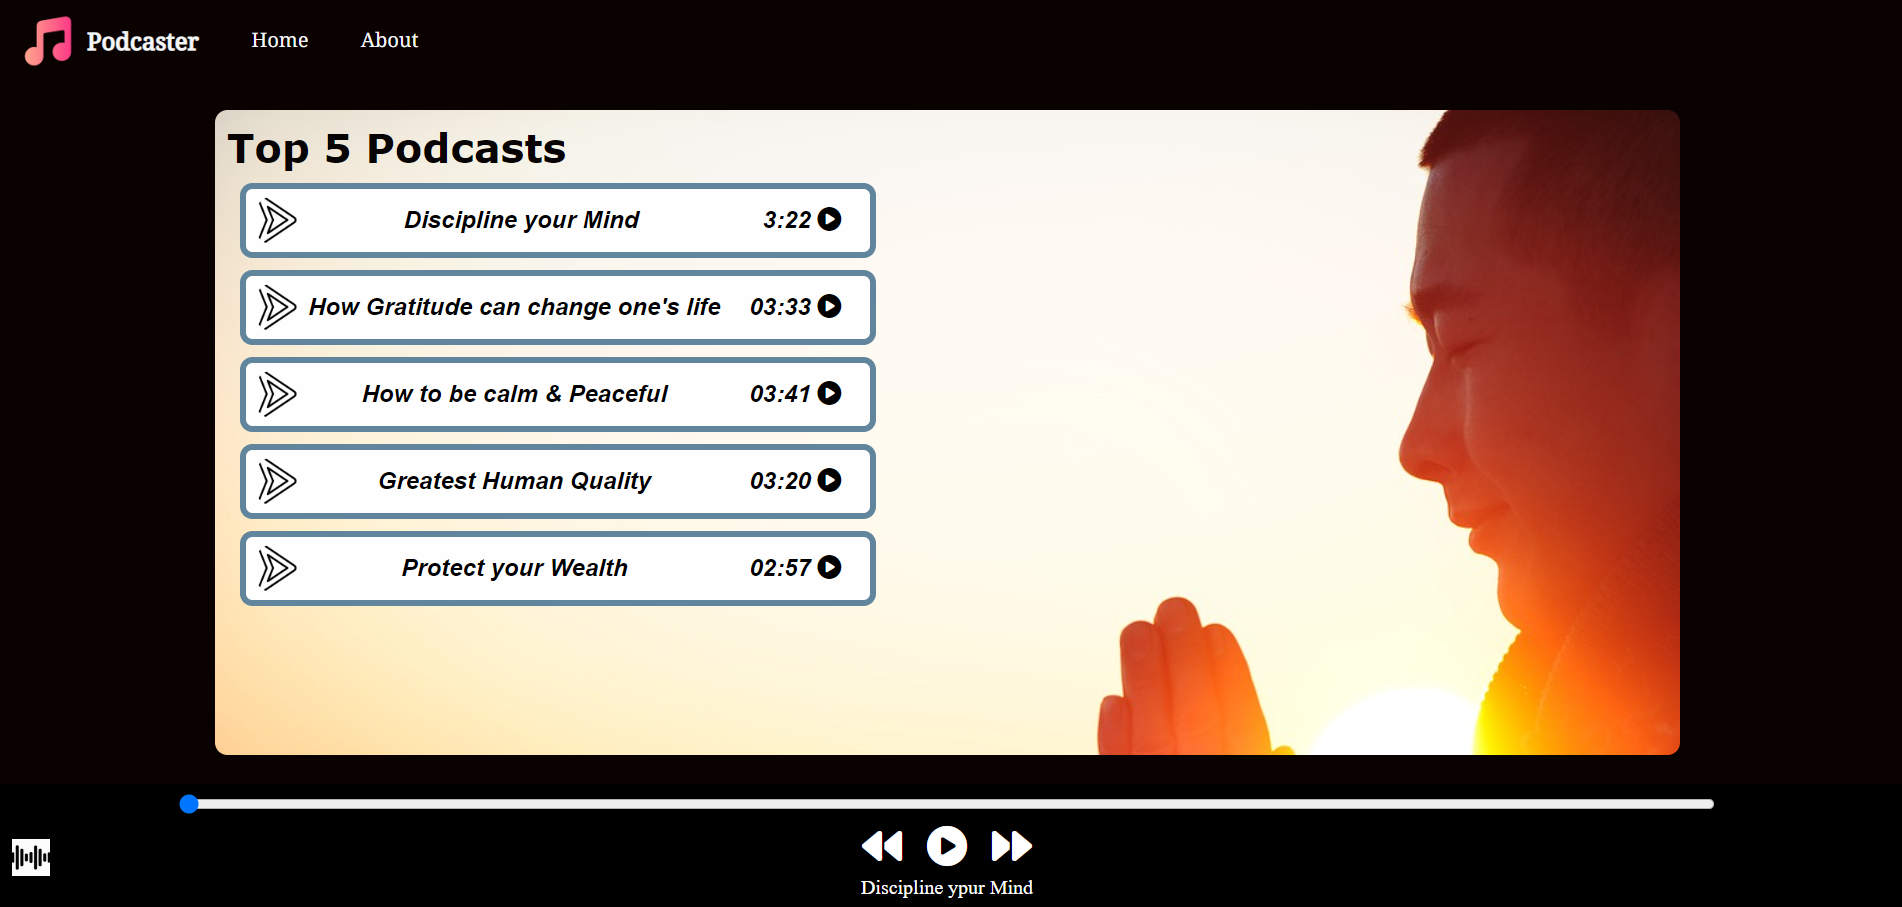 Podcaster Home About
Top 5 Podcasts
Discipline your Mind 3:22
How Gratitude can change one's life 03:33
How to be calm & Peaceful 03:41
Greatest Human Quality 03:20
Protect your Wealth 02:57
Discipline ypur Mind